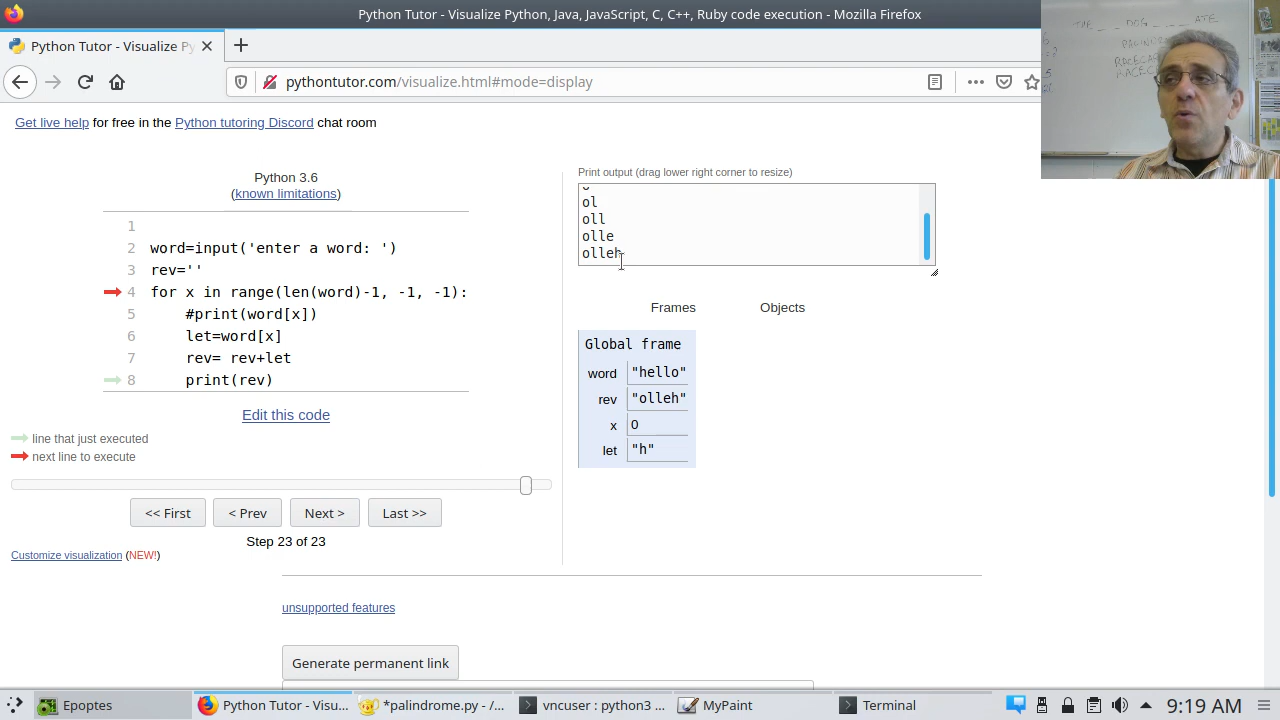 Python Tutor - Visualize Python, Java, JavaScript, C, C++, Ruby code execution - Mozilla Firefox
Python Tutor - Visualize Py
pythontutor.com/visualize.html#mode=display
THE _ _ DOG _ _ _ ATE
RACECAR
Get live help for free in the Python tutoring Discord chat room
Python 3.6
(known limitations)
1
2 word=input('enter a word: ')
3 rev=''
4 for x in range(len(word)-1, -1, -1):
5 #print(word[x])
6 let=word[x]
7 rev= rev+let
8 print(rev)
Edit this code
line that just executed
next line to execute
<< First < Prev Next > Last >>
Step 23 of 23
Customize visualization (NEW!)
Print output (drag lower right corner to resize)
ol
oll
olle
olleh
Frames Objects
Global frame
word "hello"
rev "olleh"
x 0
let "h"
unsupported features
Generate permanent link
Epoptes
Python Tutor - Visu...
*palindrome.py - /...
vncuser : python3 ...
MyPaint
Terminal
9:19 AM